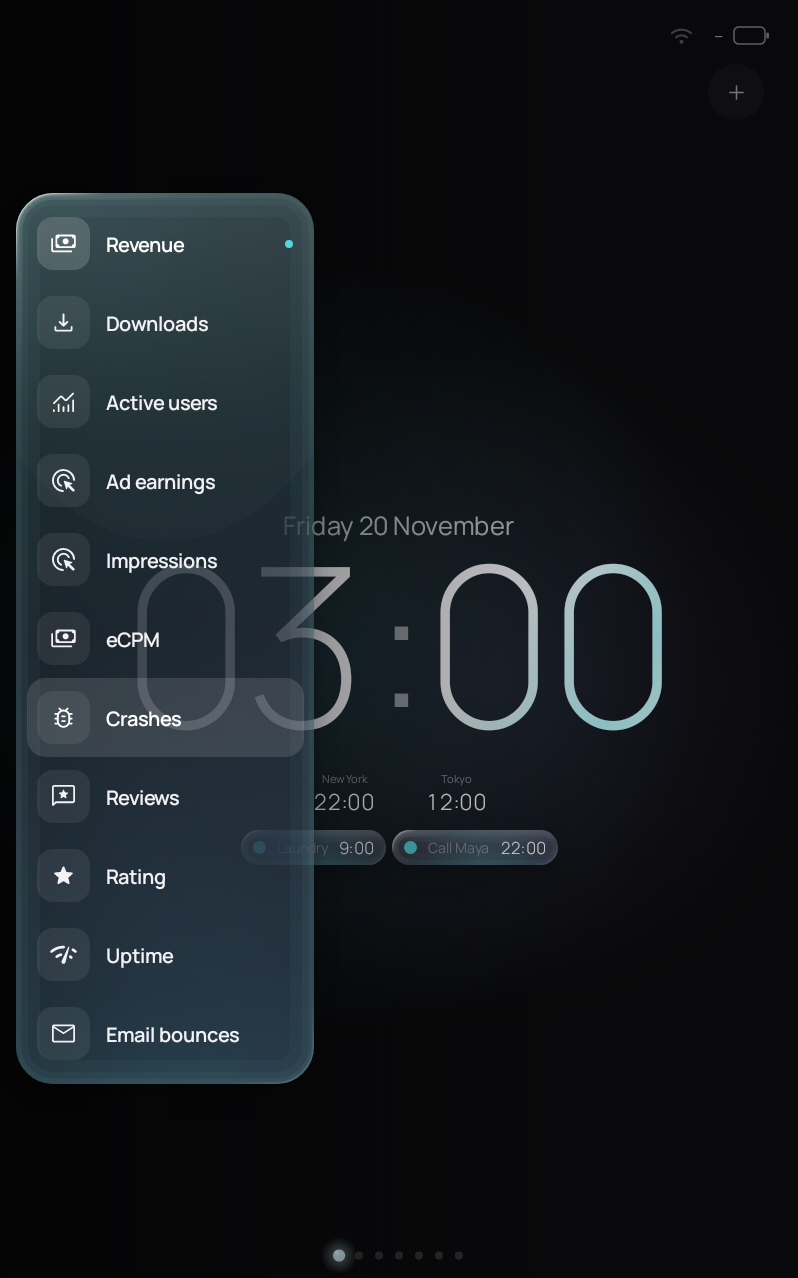 –
+
Revenue
Downloads
Active users
Ad earnings
Friday 20 November
Impressions
03:00
eCPM
Crashes
New York
Tokyo
22:00
12:00
Reviews
Laundry 9:00
Call Maya 22:00
Rating
Uptime
Email bounces